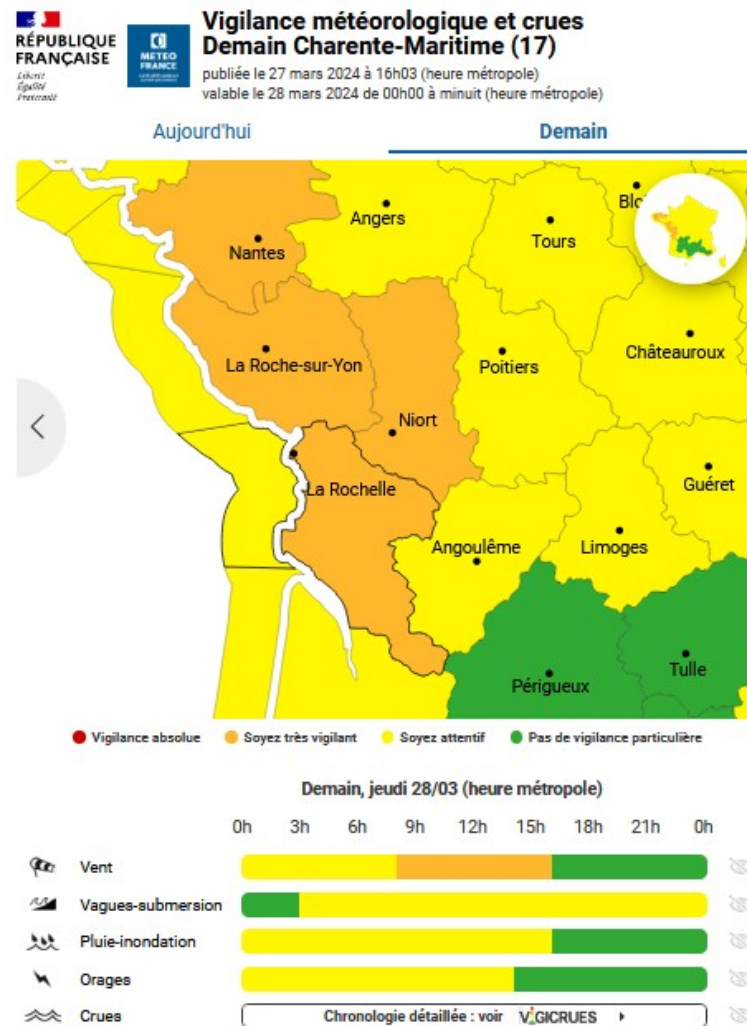 RÉPUBLIQUE
FRANÇAISE
Liberté
Égalité
Fraternité
METEO
FRANCE
Vigilance météorologique et crues
Demain Charente-Maritime (17)
publiée le 27 mars 2024 à 16h03 (heure métropole)
valable le 28 mars 2024 de 00h00 à minuit (heure métropole)
Aujourd'hui Demain
Angers
Tours
Nantes
La Roche-sur-Yon
Poitiers
Châteauroux
Niort
La Rochelle
Guéret
Angoulême
Limoges
Périgueux
Tulle
Vigilance absolue Soyez très vigilant Soyez attentif Pas de vigilance particulière
Demain, jeudi 28/03 (heure métropole)
0h 3h 6h 9h 12h 15h 18h 21h 0h
Vent
Vagues-submersion
Pluie-inondation
Orages
Crues Chronologie détaillée : voir VIGICRUES